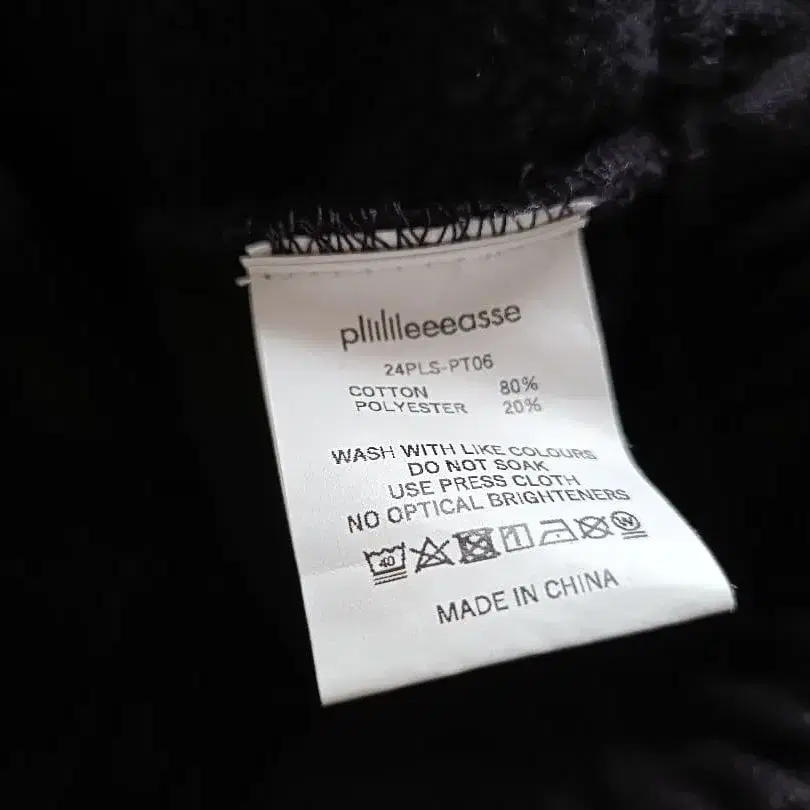 plılılleeeasse
24PLS-PT06
COTTON 80%
POLYESTER 20%
WASH WITH LIKE COLOURS
DO NOT SOAK
USE PRESS CLOTH
NO OPTICAL BRIGHTENERS
40 W
MADE IN CHINA